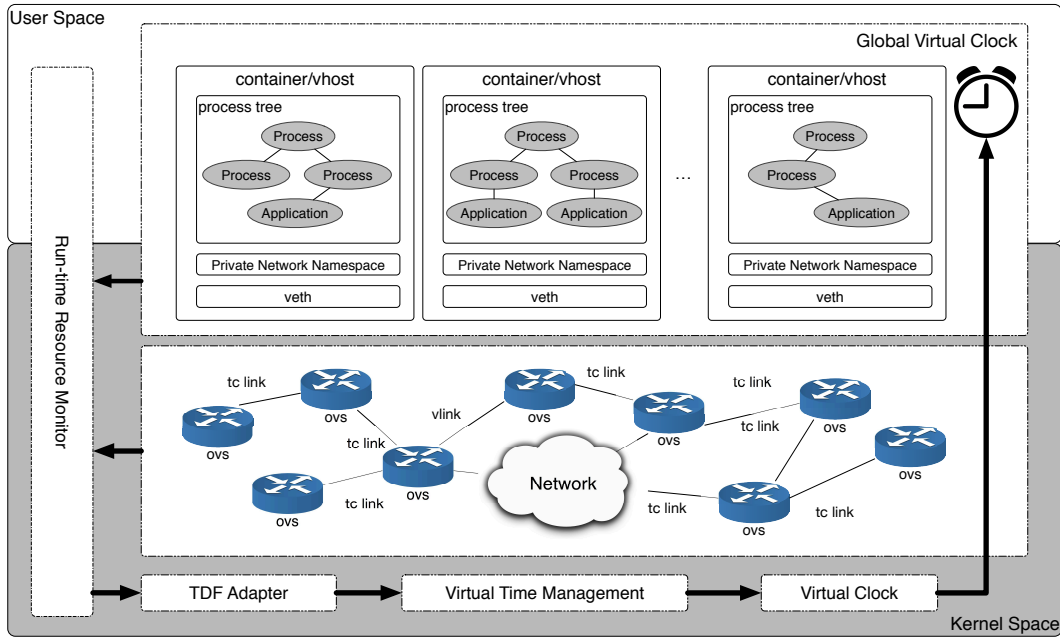 User Space
Global Virtual Clock
container/vhost
process tree
Process
Process
Process
Application
Private Network Namespace
veth
container/vhost
process tree
Process
Process
Process
Application
Application
Private Network Namespace
veth
...
container/vhost
process tree
Process
Process
Application
Private Network Namespace
veth
Run-time Resource Monitor
tc link
ovs
ovs
tc link
ovs
tc link
ovs
vlink
ovs
tc link
ovs
Network
tc link
tc link
ovs
ovs
tc link
ovs
tc link
TDF Adapter
Virtual Time Management
Virtual Clock
Kernel Space